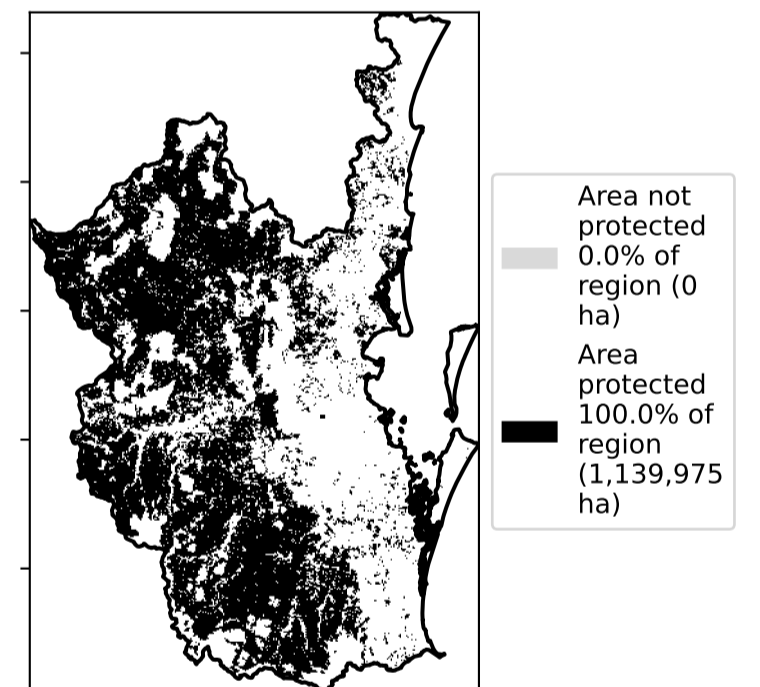 Area not
protected
0.0% of
region (0
ha)
Area
protected
100.0% of
region
(1,139,975
ha)